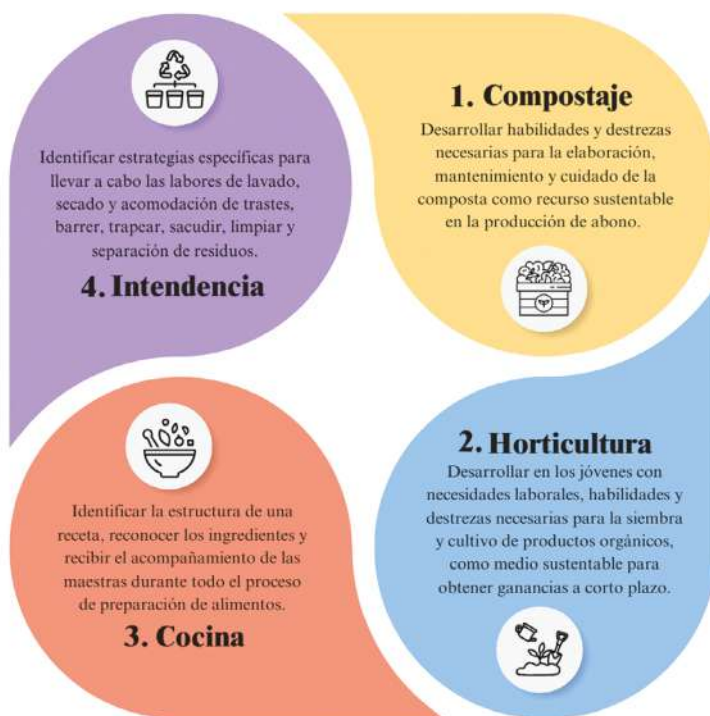 1. Compostaje
Desarrollar habilidades y destrezas
necesarias para la elaboración,
mantenimiento y cuidado de la
composta como recurso sustentable
en la producción de abono.
2. Horticultura
Desarrollar en los jóvenes con
necesidades laborales, habilidades y
destrezas necesarias para la siembra
y cultivo de productos orgánicos,
como medio sustentable para
obtener ganancias a corto plazo.
Identificar la estructura de una
receta, reconocer los ingredientes y
recibir el acompañamiento de las
maestras durante todo el proceso
de preparación de alimentos.
3. Cocina
Identificar estrategias específicas para
llevar a cabo las labores de lavado,
secado y acomodación de trastes,
barrer, trapear, sacudir, limpiar y
separación de residuos.
4. Intendencia